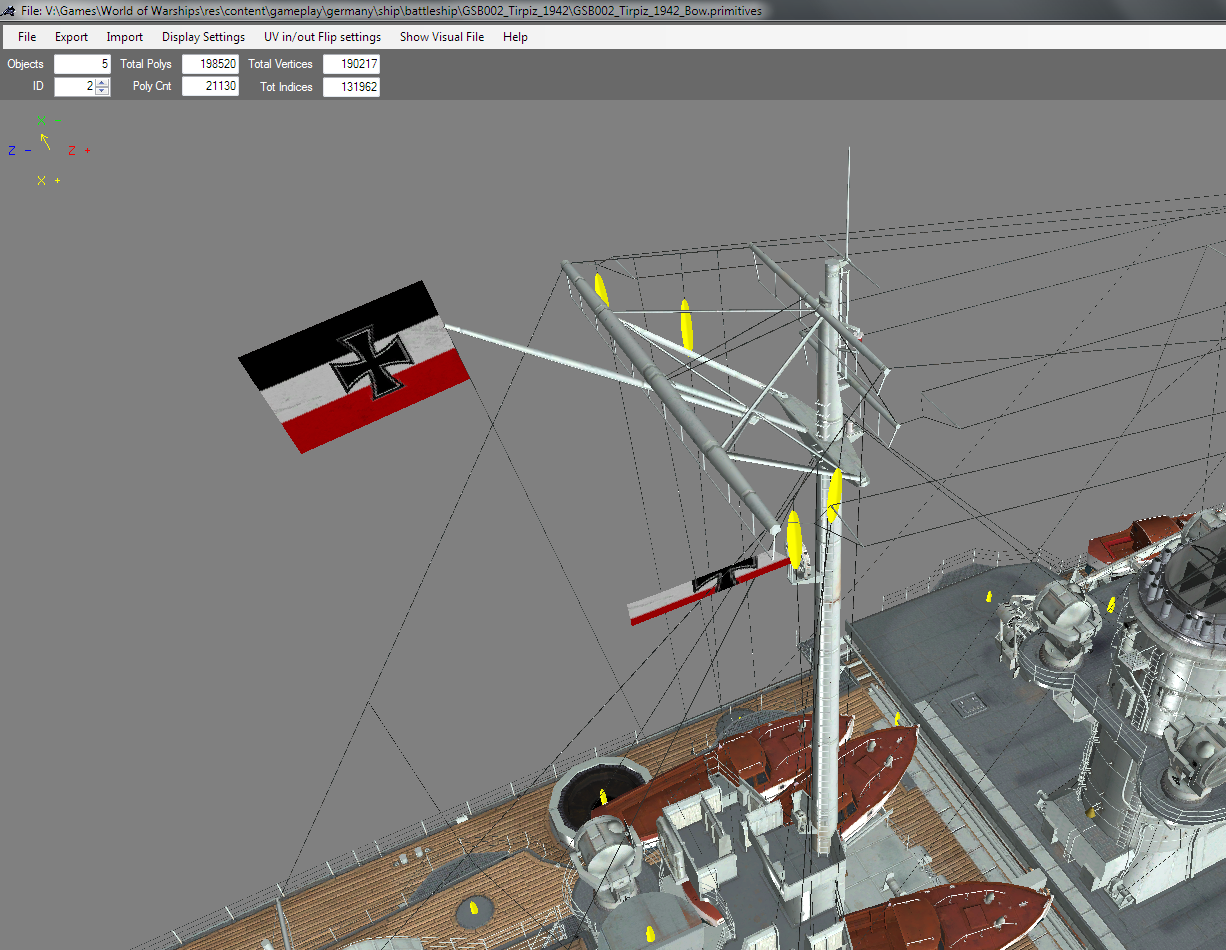 File: V:\Games\World of Warships\res\content\gameplay\germany\ship\battleship\GSB002_Tirpiz_1942\GSB002_Tirpiz_1942_Bow.primitives
File Export Import Display Settings UV in/out Flip settings Show Visual File Help
Objects 5 Total Polys 198520 Total Vertices 190217
ID 2 Poly Cnt 21130 Tot Indices 131962
X -
Z - Z +
X +